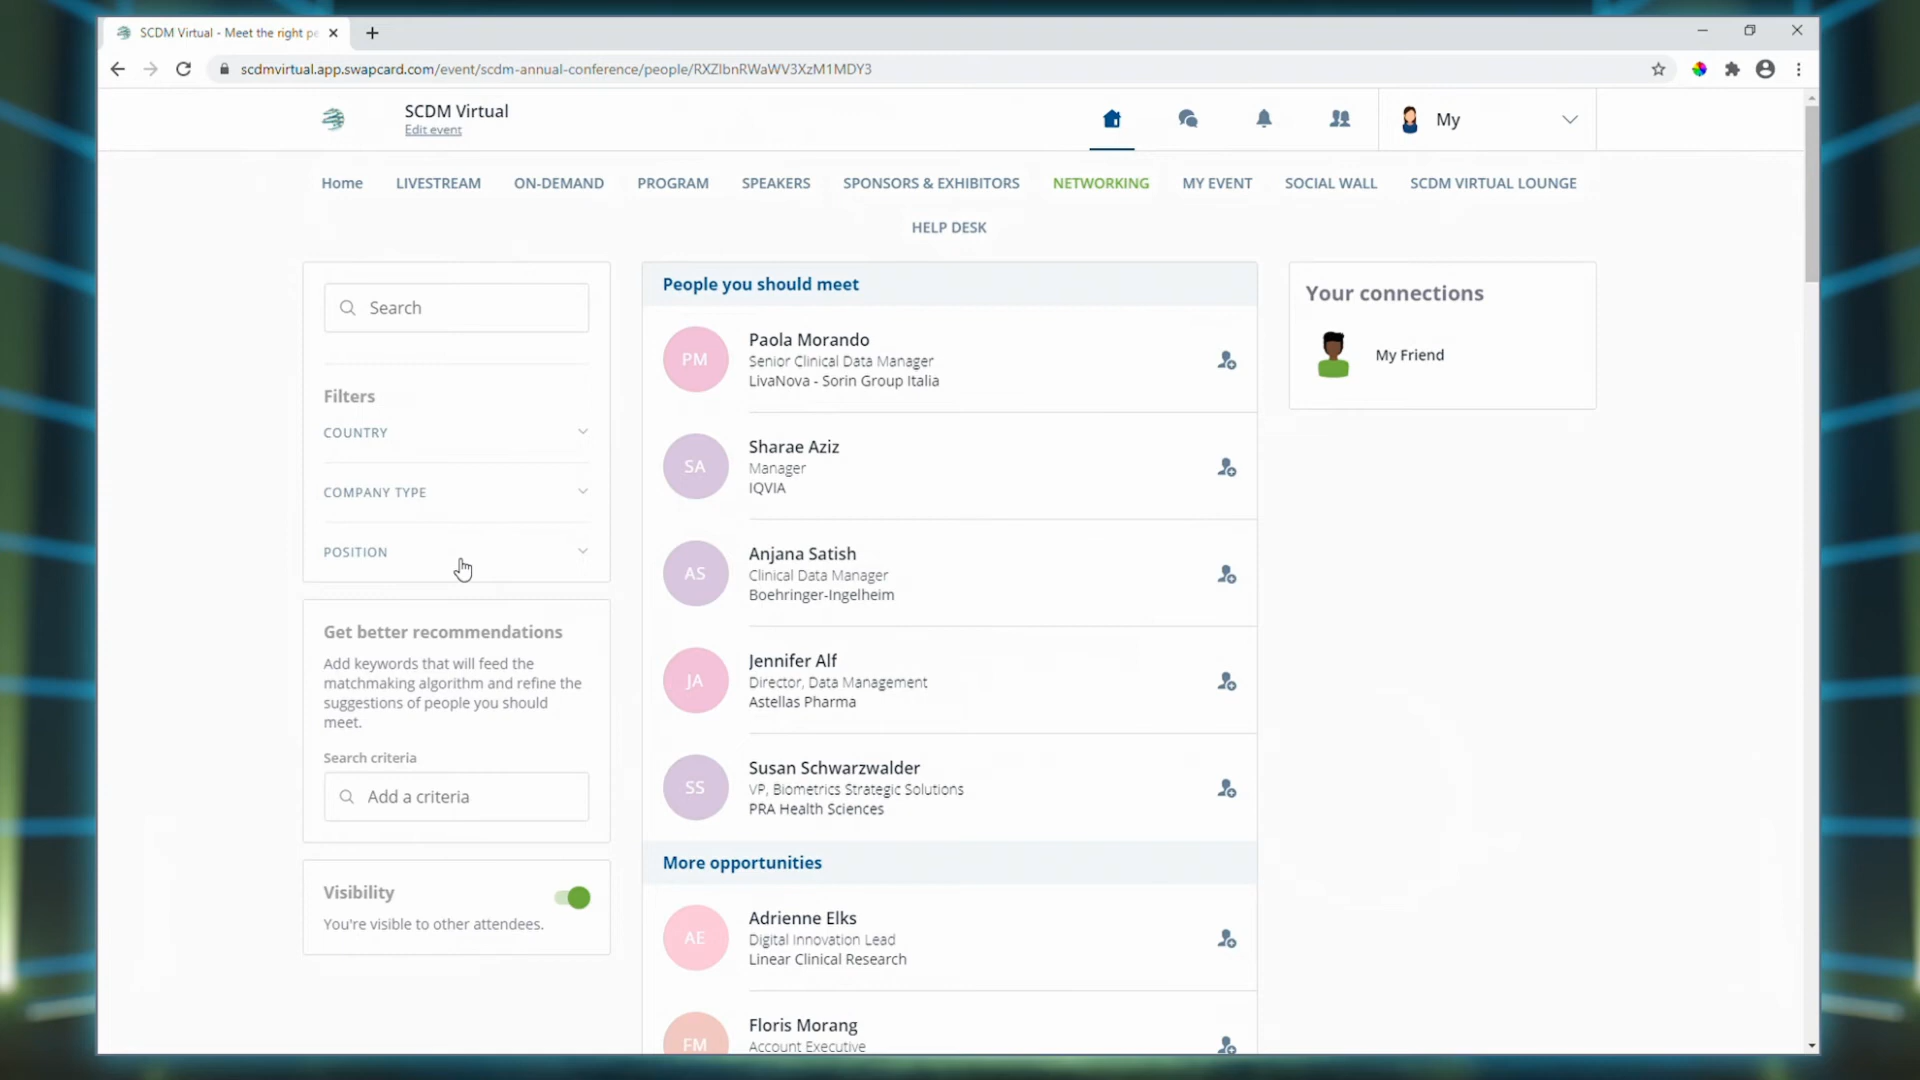 SCDM Virtual - Meet the right pe
scdmvirtual.app.swapcard.com/event/scdm-annual-conference/people/RXZlbnRWaWV3XzM1MDY3
SCDM Virtual
Edit event
My
Home LIVESTREAM ON-DEMAND PROGRAM SPEAKERS SPONSORS & EXHIBITORS NETWORKING MY EVENT SOCIAL WALL SCDM VIRTUAL LOUNGE
HELP DESK
Search
Filters
COUNTRY
COMPANY TYPE
POSITION
Get better recommendations
Add keywords that will feed the
matchmaking algorithm and refine the
suggestions of people you should
meet.
Search criteria
Add a criteria
Visibility
You're visible to other attendees.
People you should meet
PM
Paola Morando
Senior Clinical Data Manager
LivaNova - Sorin Group Italia
SA
Sharae Aziz
Manager
IQVIA
AS
Anjana Satish
Clinical Data Manager
Boehringer-Ingelheim
JA
Jennifer Alf
Director, Data Management
Astellas Pharma
SS
Susan Schwarzwalder
VP, Biometrics Strategic Solutions
PRA Health Sciences
More opportunities
AE
Adrienne Elks
Digital Innovation Lead
Linear Clinical Research
FM
Floris Morang
Account Executive
Your connections
My Friend